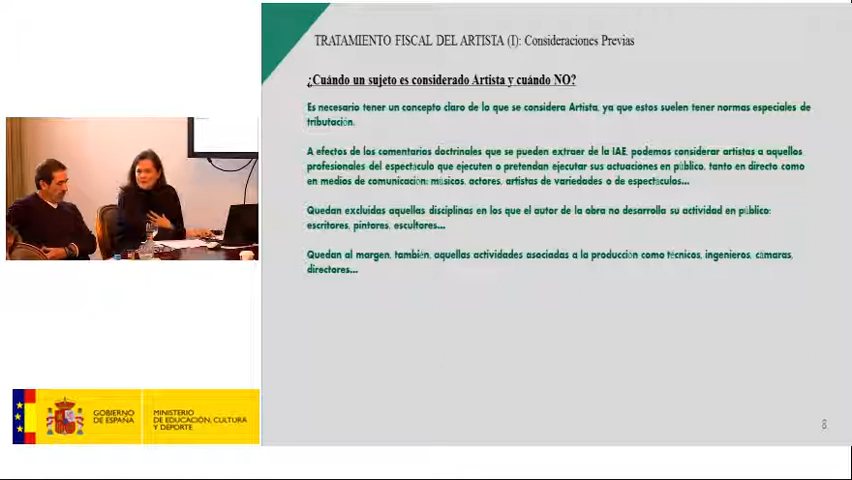 TRATAMIENTO FISCAL DEL ARTISTA (I): Consideraciones Previas
¿Cuándo un sujeto es considerado Artista y cuándo NO?
Es necesario tener un concepto claro de lo que se considera Artista, ya que estos suelen tener normas especiales de
tributación.
A efectos de los comentarios doctrinales que se pueden extraer de la IAE, podemos considerar artistas a aquellos
profesionales del espectáculo que ejecuten o pretendan ejecutar sus actuaciones en público, tanto en directo como
en medios de comunicación: músicos, actores, artistas de variedades o de espectáculos...
Quedan excluidas aquellas disciplinas en los que el autor de la obra no desarrolla su actividad en público:
escritores, pintores, escultores...
Quedan al margen, también, aquellas actividades asociadas a la producción como técnicos, ingenieros, cámaras,
directores...
8
GOBIERNO
DE ESPAÑA
MINISTERIO
DE EDUCACIÓN, CULTURA
Y DEPORTE